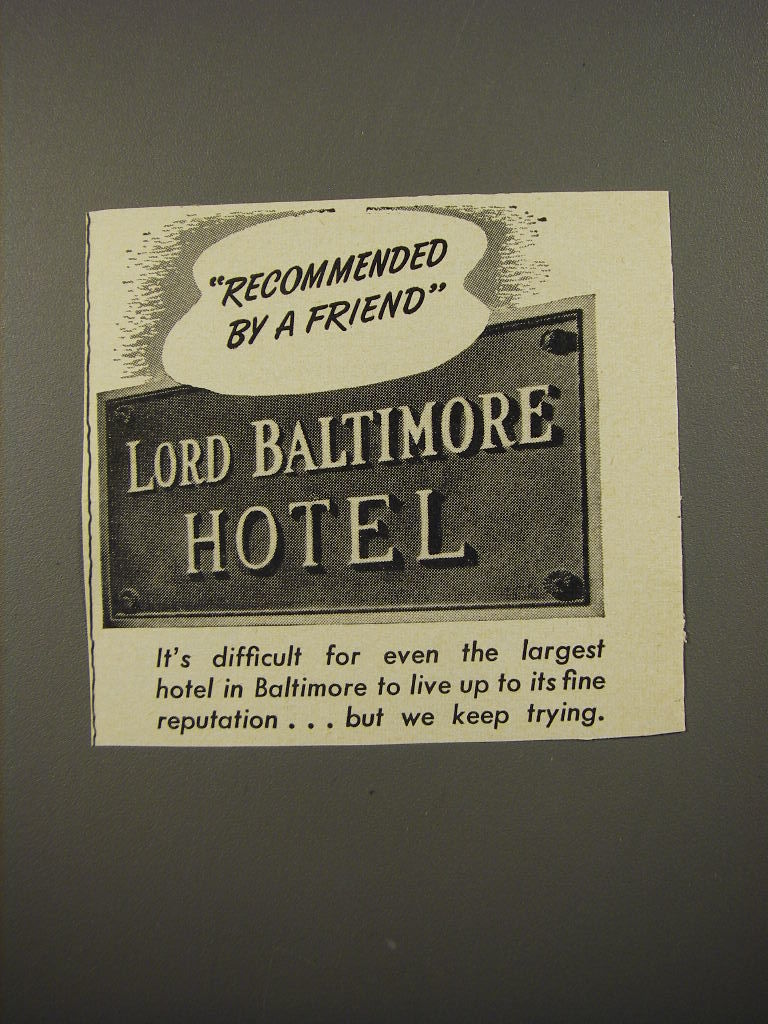 “RECOMMENDED
BY A FRIEND”
LORD BALTIMORE
HOTEL
It's difficult for even the largest
hotel in Baltimore to live up to its fine
reputation . . . but we keep trying.